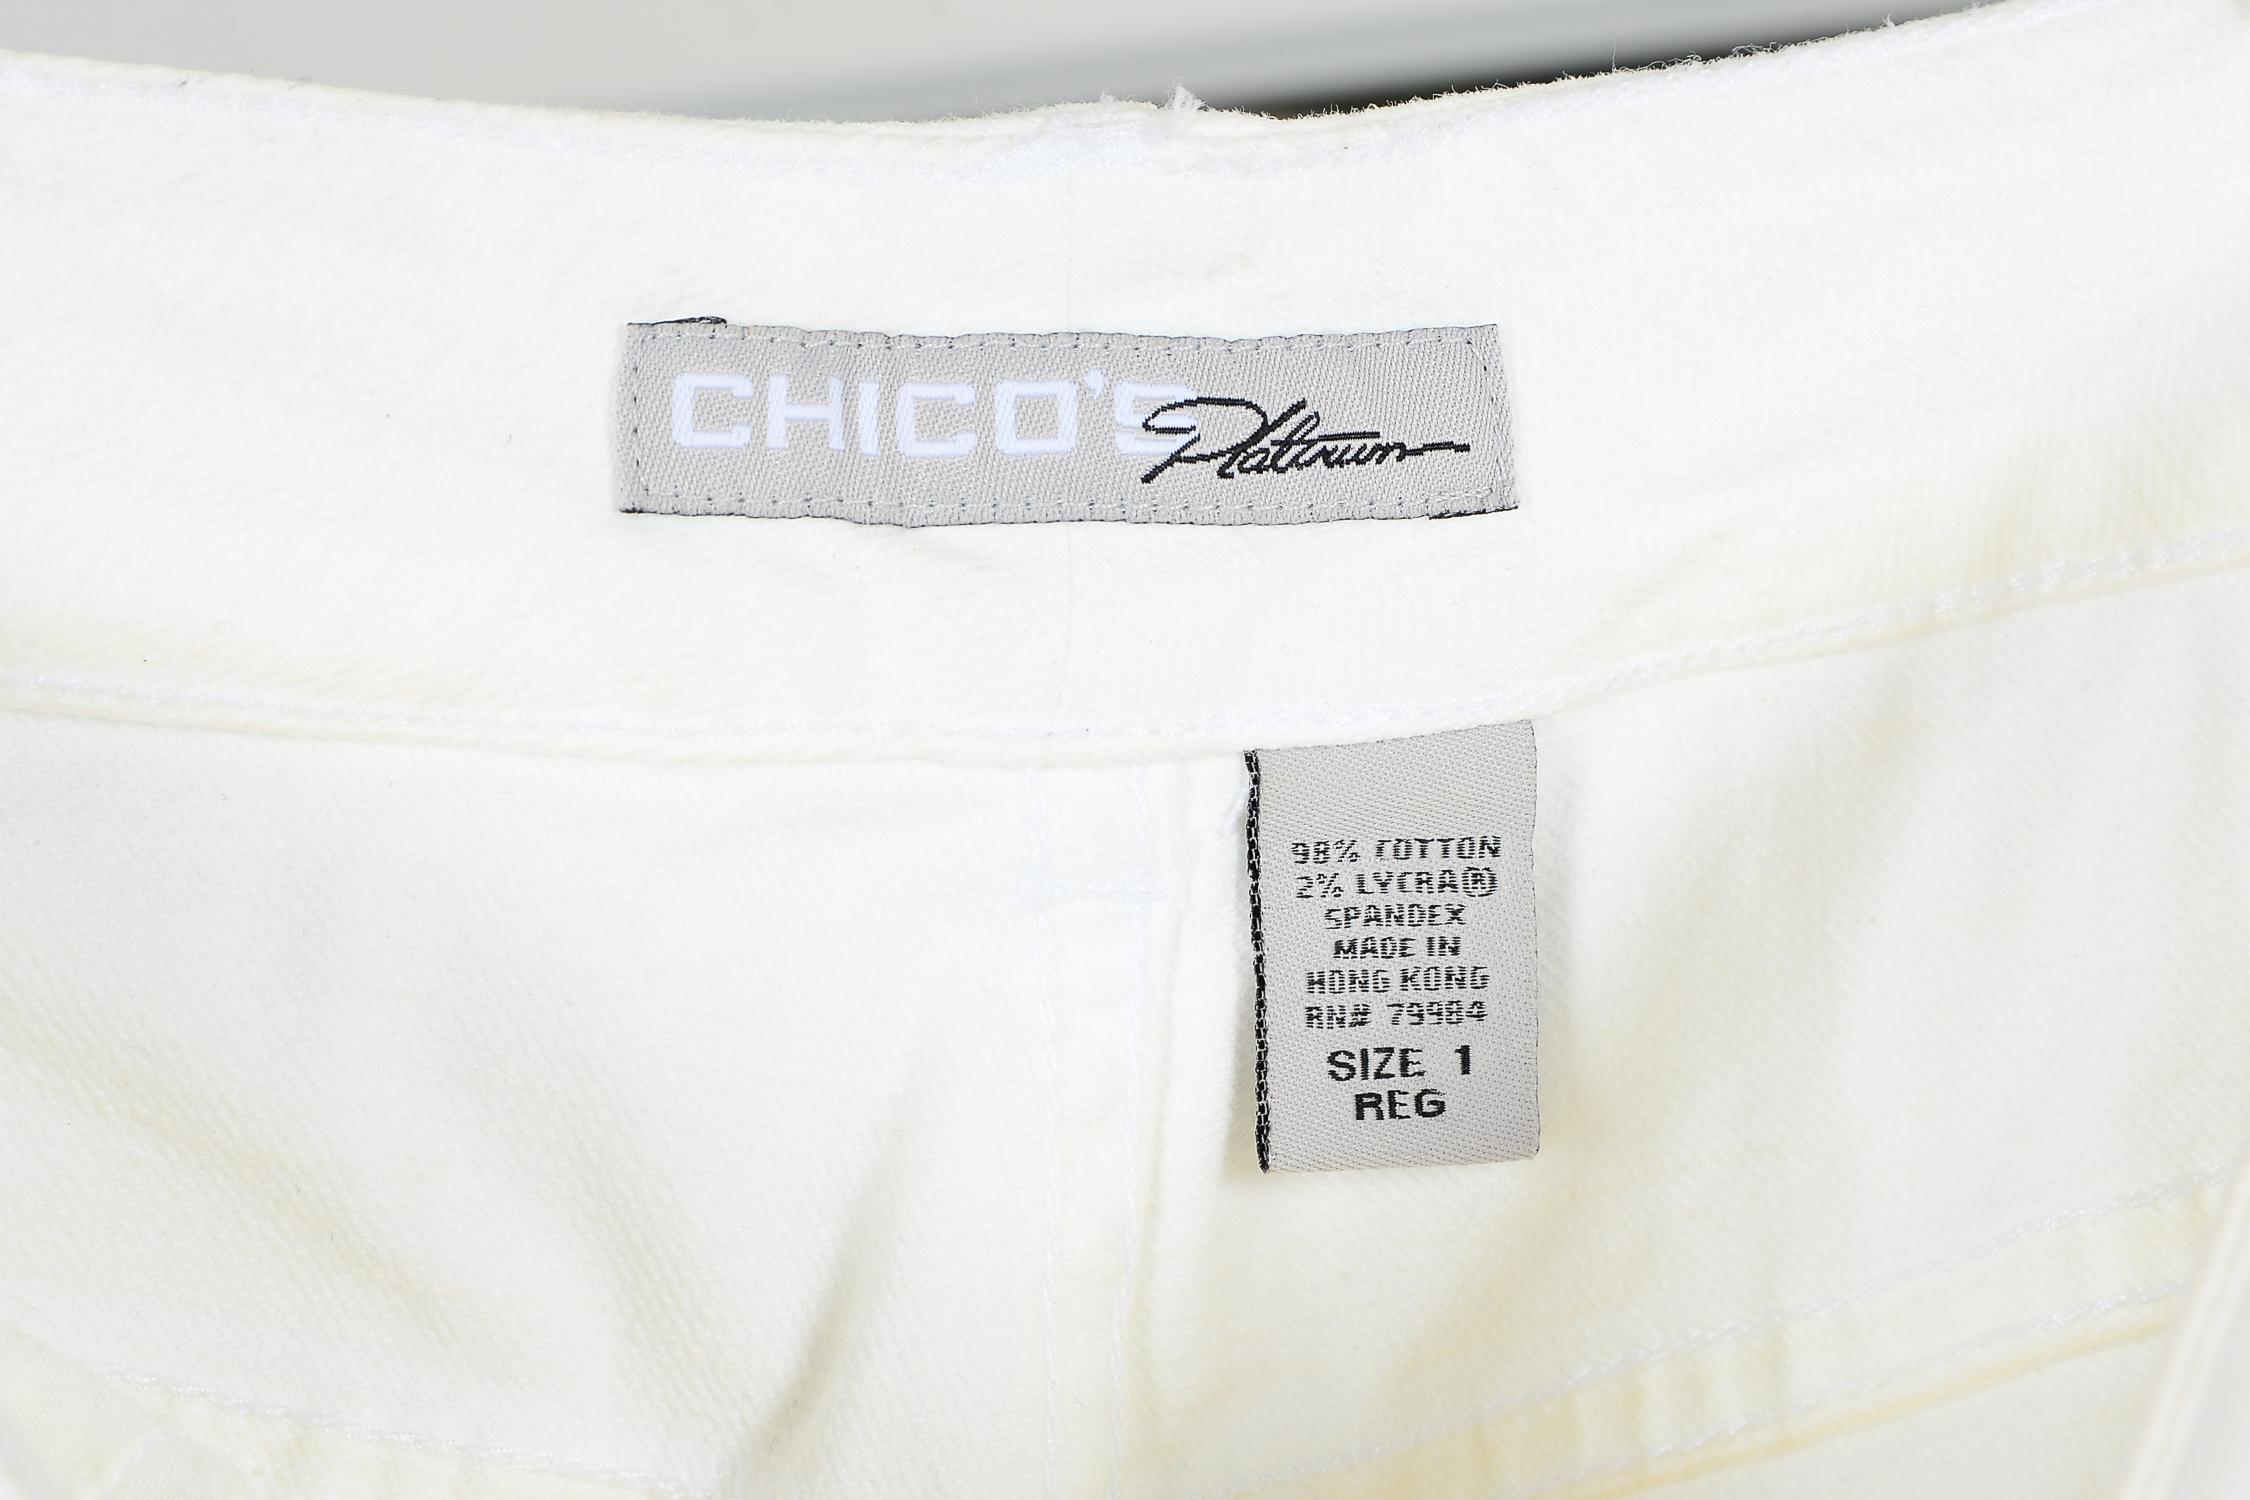 CHICO'S Platinum
98% COTTON
2% LYCRA®
SPANDEX
MADE IN
HONG KONG
RN# 79984
SIZE 1
REG